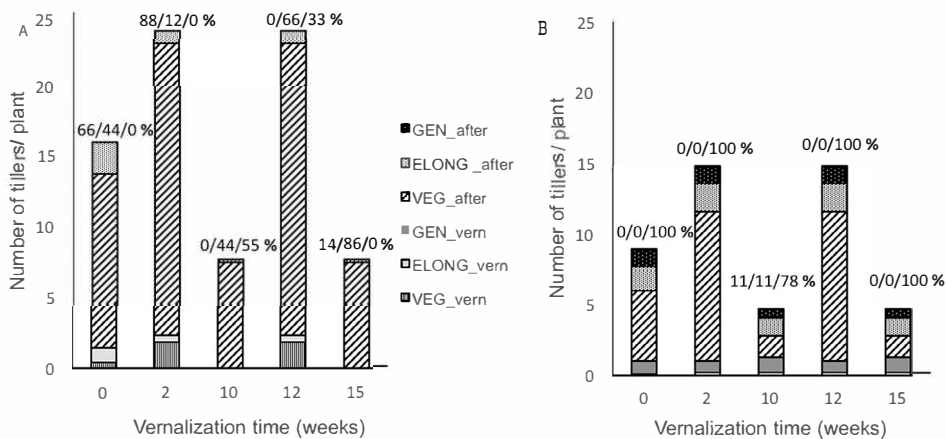 A
Number of tillers/ plant
25
20
15
10
5
0
66/44/0 %
88/12/0 %
0/44/55 %
0/66/33 %
14/86/0 %
0 2 10 12 15
Vernalization time (weeks)
GEN_after
ELONG _after
VEG_after
GEN_vern
ELONG_vern
VEG_vern
B
Number of tillers/ plant
25
20
15
10
5
0
0/0/100 %
0/0/100 %
11/11/78 %
0/0/100 %
0/0/100 %
0 2 10 12 15
Vernalization time (weeks)